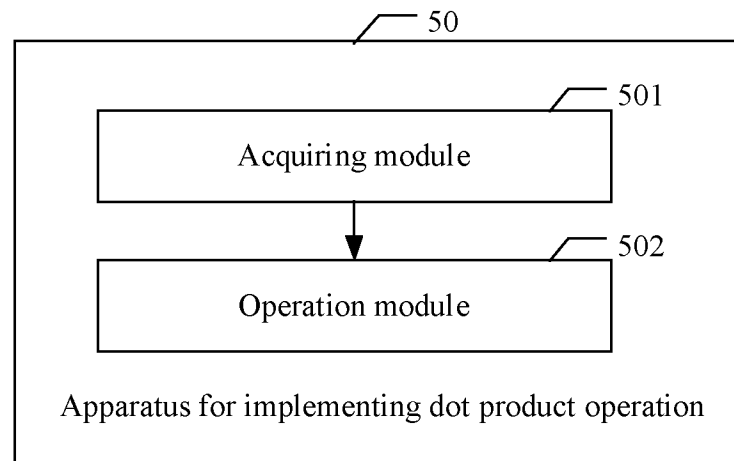 50
501
Acquiring module
502
Operation module
Apparatus for implementing dot product operation